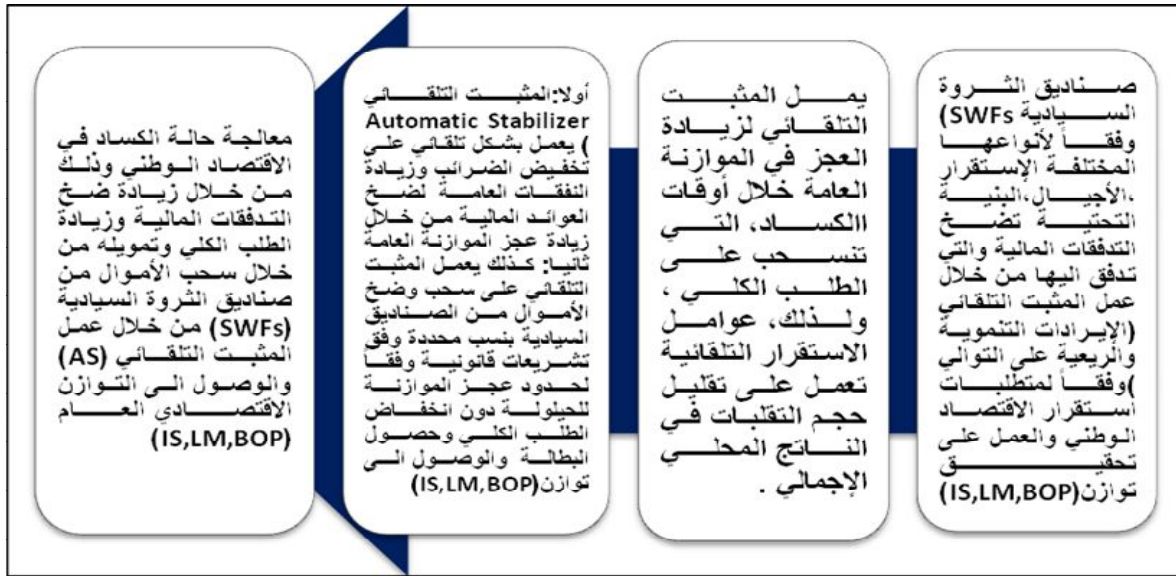 صناديق الثروة
السيادية SWFs)
وفقاً لأنواعها
المختلفة الإستقرار
،الأجيال،البنية
التحتية تضخ
التدفقات المالية والتي
تدفق اليها من خلال
عمل المثبت التلقائي
(الإيرادات التنموية
والريعية على التوالي
)وفقاً لمتطلبات
استقرار الاقتصاد
الوطني والعمل على
تحقيق
توازن(IS,LM,BOP)
يمل المثبت
التلقائي لزيادة
العجز في الموازنة
العامة خلال أوقات
االكساد، التي
تنسحب على
الطلب الكلي ،
ولذلك، عوامل
الاستقرار التلقائية
تعمل على تقليل
حجم التقلبات في
الناتج المحلي
الإجمالي .
أولا:المثبت التلقائي
Automatic Stabilizer
) يعمل بشكل تلقائي على
تخفيض الضرائب وزيادة
النفقات العامة لضخ
العوائد المالية من خلال
زيادة عجز الموازنة العامة
ثانيا: كذلك يعمل المثبت
التلقائي على سحب وضخ
الأموال من الصناديق
السيادية بنسب محددة وفق
تشريعات قانونية وفقاً
لحدود عجز الموازنة
للحيلولة دون انخفاض
الطلب الكلي وحصول
البطالة والوصول الى
توازن(IS,LM,BOP)
معالجة حالة الكساد في
الاقتصاد الوطني وذلك
من خلال زيادة ضخ
التدفقات المالية وزيادة
الطلب الكلي وتمويله من
خلال سحب الأموال من
صناديق الثروة السيادية
(SWFs) من خلال عمل
المثبت التلقائي (AS)
والوصول الى التوازن
الاقتصادي العام
(IS,LM,BOP)